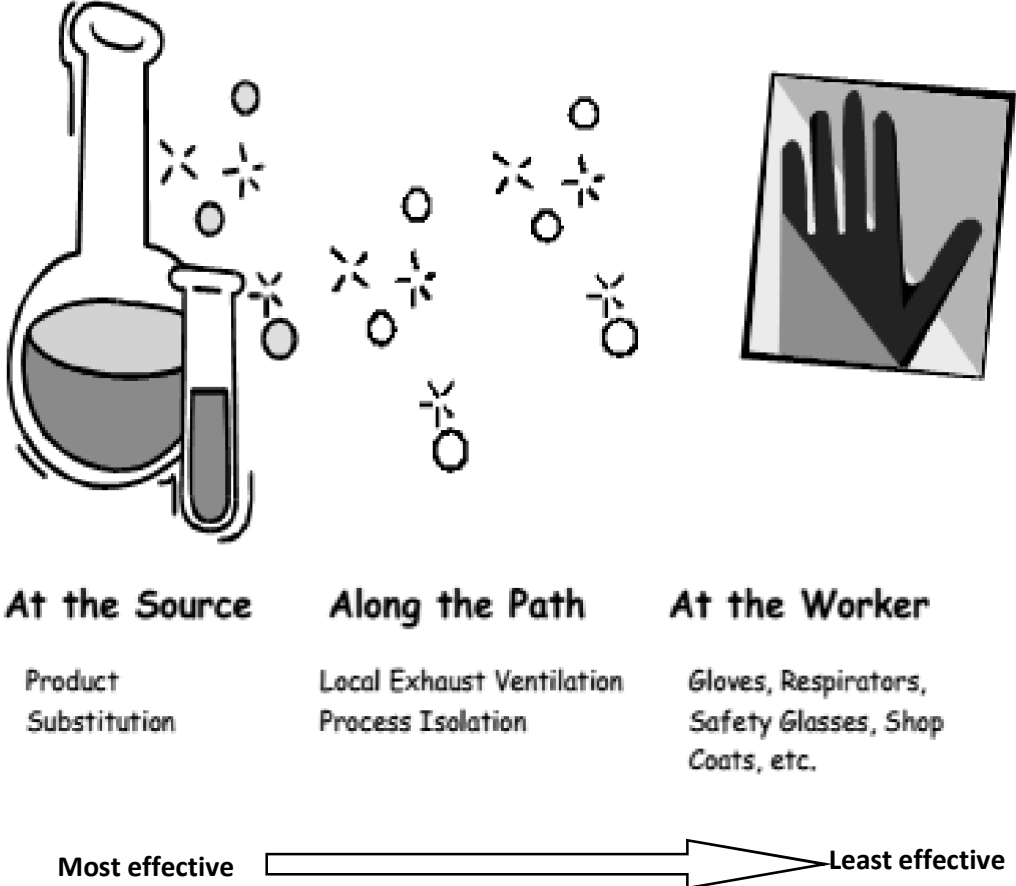 At the Source
Along the Path
At the Worker
Product
Substitution
Local Exhaust Ventilation
Process Isolation
Gloves, Respirators,
Safety Glasses, Shop
Coats, etc.
Most effective
Least effective